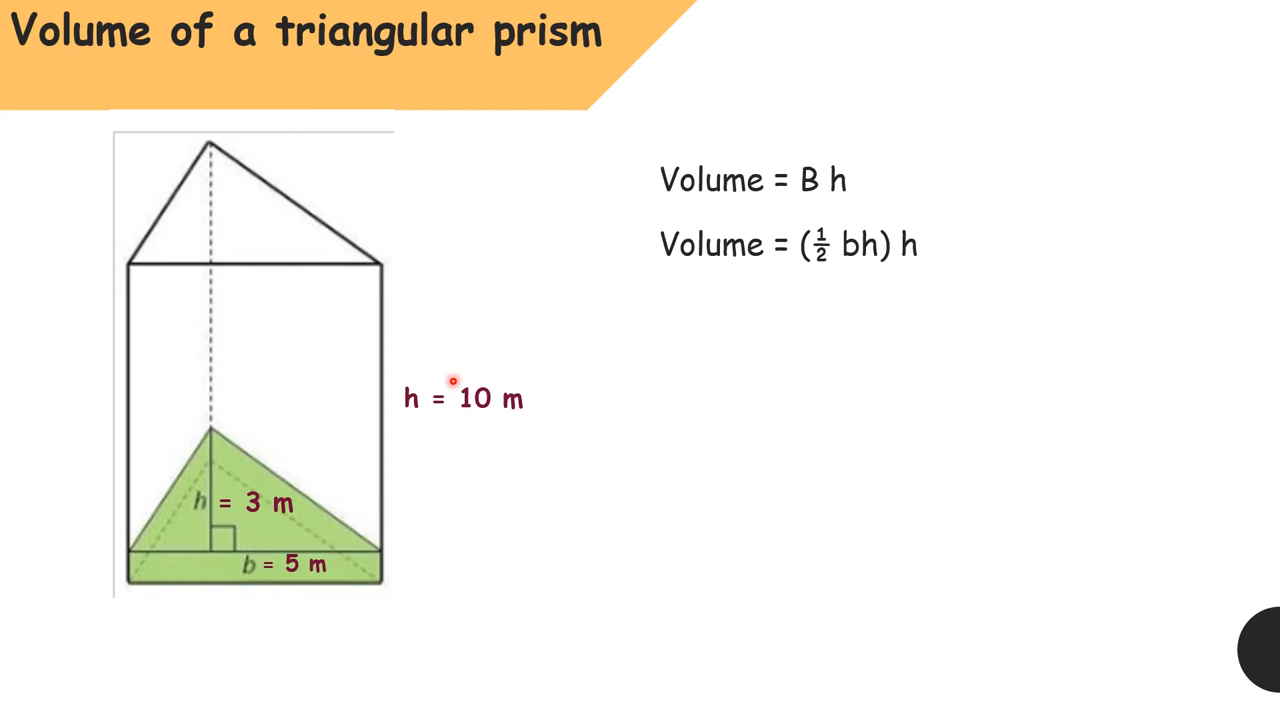 Volume of a triangular prism
Volume = B h
Volume = (½ bh) h
h = 10 m
h = 3 m
b = 5 m